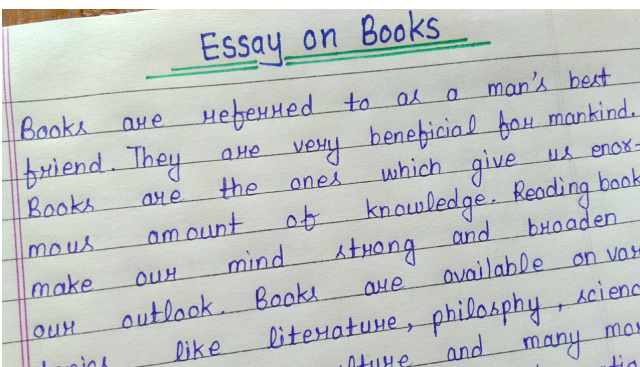 Essay on Books
Books are referred to as a man's best
friend. They are very beneficial for mankind.
Books are the ones which give us enor-
mous amount of knowledge. Reading book
make our mind strong and broaden
our outlook. Books are available on var
like literature, philosphy, scienc
and many mor